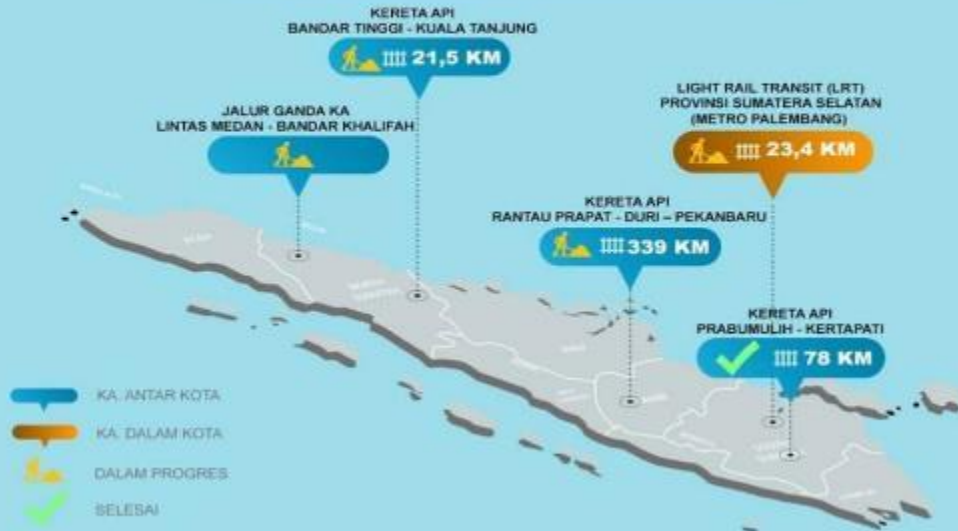 KERETA API
BANDAR TINGGI - KUALA TANJUNG
21,5 KM
JALUR GANDA KA
LINTAS MEDAN - BANDAR KHALIFAH
LIGHT RAIL TRANSIT (LRT)
PROVINSI SUMATERA SELATAN
(METRO PALEMBANG)
23,4 KM
KERETA API
RANTAU PRAPAT - DURI – PEKANBARU
339 KM
KERETA API
PRABUMULIH - KERTAPATI
78 KM
KA. ANTAR KOTA
KA. DALAM KOTA
DALAM PROGRES
SELESAI